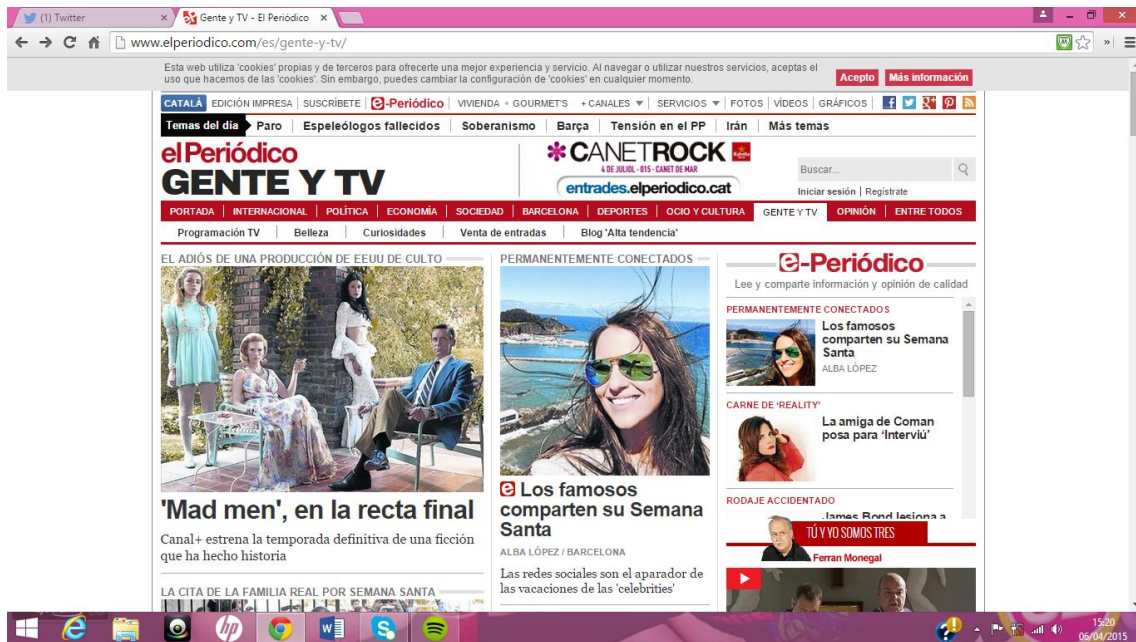 (1) Twitter
Gente y TV - El Periódico
www.elperiodico.com/es/gente-y-tv/
Esta web utiliza 'cookies' propias y de terceros para ofrecerte una mejor experiencia y servicio. Al navegar o utilizar nuestros servicios, aceptas el
uso que hacemos de las 'cookies'. Sin embargo, puedes cambiar la configuración de 'cookies' en cualquier momento.
Acepto Más información
CATALÀ EDICIÓN IMPRESA SUSCRÍBETE e-Periódico VIVIENDA + GOURMET'S + CANALES SERVICIOS FOTOS VÍDEOS GRÁFICOS
Temas del día Paro Espeleólogos fallecidos Soberanismo Barça Tensión en el PP Irán Más temas
elPeriódico
GENTE Y TV
CANETROCK
4 DE JULIOL - 015 - CANET DE MAR
entrades.elperiodico.cat
Buscar...
Iniciar sesión Regístrate
PORTADA INTERNACIONAL POLÍTICA ECONOMÍA SOCIEDAD BARCELONA DEPORTES OCIO Y CULTURA GENTE Y TV OPINIÓN ENTRE TODOS
Programación TV Belleza Curiosidades Venta de entradas Blog 'Alta tendencia'
EL ADIÓS DE UNA PRODUCCIÓN DE EEUU DE CULTO
'Mad men', en la recta final
Canal+ estrena la temporada definitiva de una ficción
que ha hecho historia
LA CITA DE LA FAMILIA REAL POR SEMANA SANTA
PERMANENTEMENTE CONECTADOS
e Los famosos
comparten su Semana
Santa
ALBA LÓPEZ / BARCELONA
Las redes sociales son el aparador de
las vacaciones de las 'celebrities'
e-Periódico
Lee y comparte información y opinión de calidad
PERMANENTEMENTE CONECTADOS
Los famosos
comparten su Semana
Santa
ALBA LÓPEZ
CARNE DE 'REALITY'
La amiga de Coman
posa para 'Interviú'
RODAJE ACCIDENTADO
James Bond lesiona a
TÚ Y YO SOMOS TRES
Ferran Monegal
hp
15:20
06/04/2015